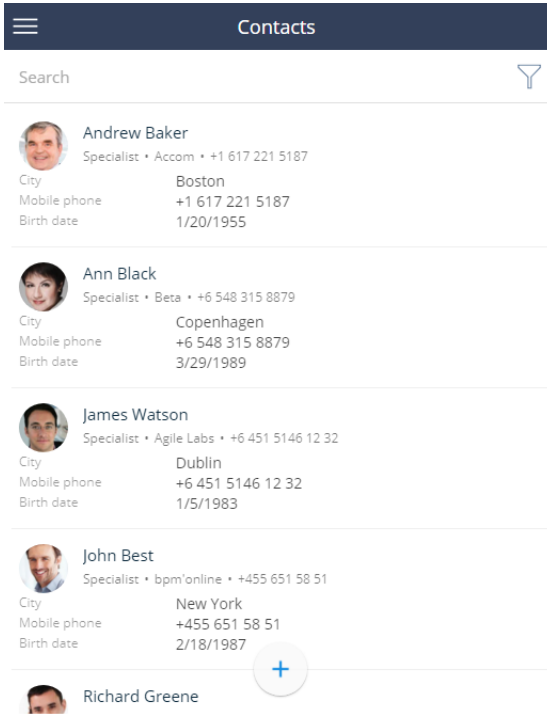 Contacts
Search
Andrew Baker
Specialist • Accom • +1 617 221 5187
City Boston
Mobile phone +1 617 221 5187
Birth date 1/20/1955
Ann Black
Specialist • Beta • +6 548 315 8879
City Copenhagen
Mobile phone +6 548 315 8879
Birth date 3/29/1989
James Watson
Specialist • Agile Labs • +6 451 5146 12 32
City Dublin
Mobile phone +6 451 5146 12 32
Birth date 1/5/1983
John Best
Specialist • bpm'online • +455 651 58 51
City New York
Mobile phone +455 651 58 51
Birth date 2/18/1987
+
Richard Greene